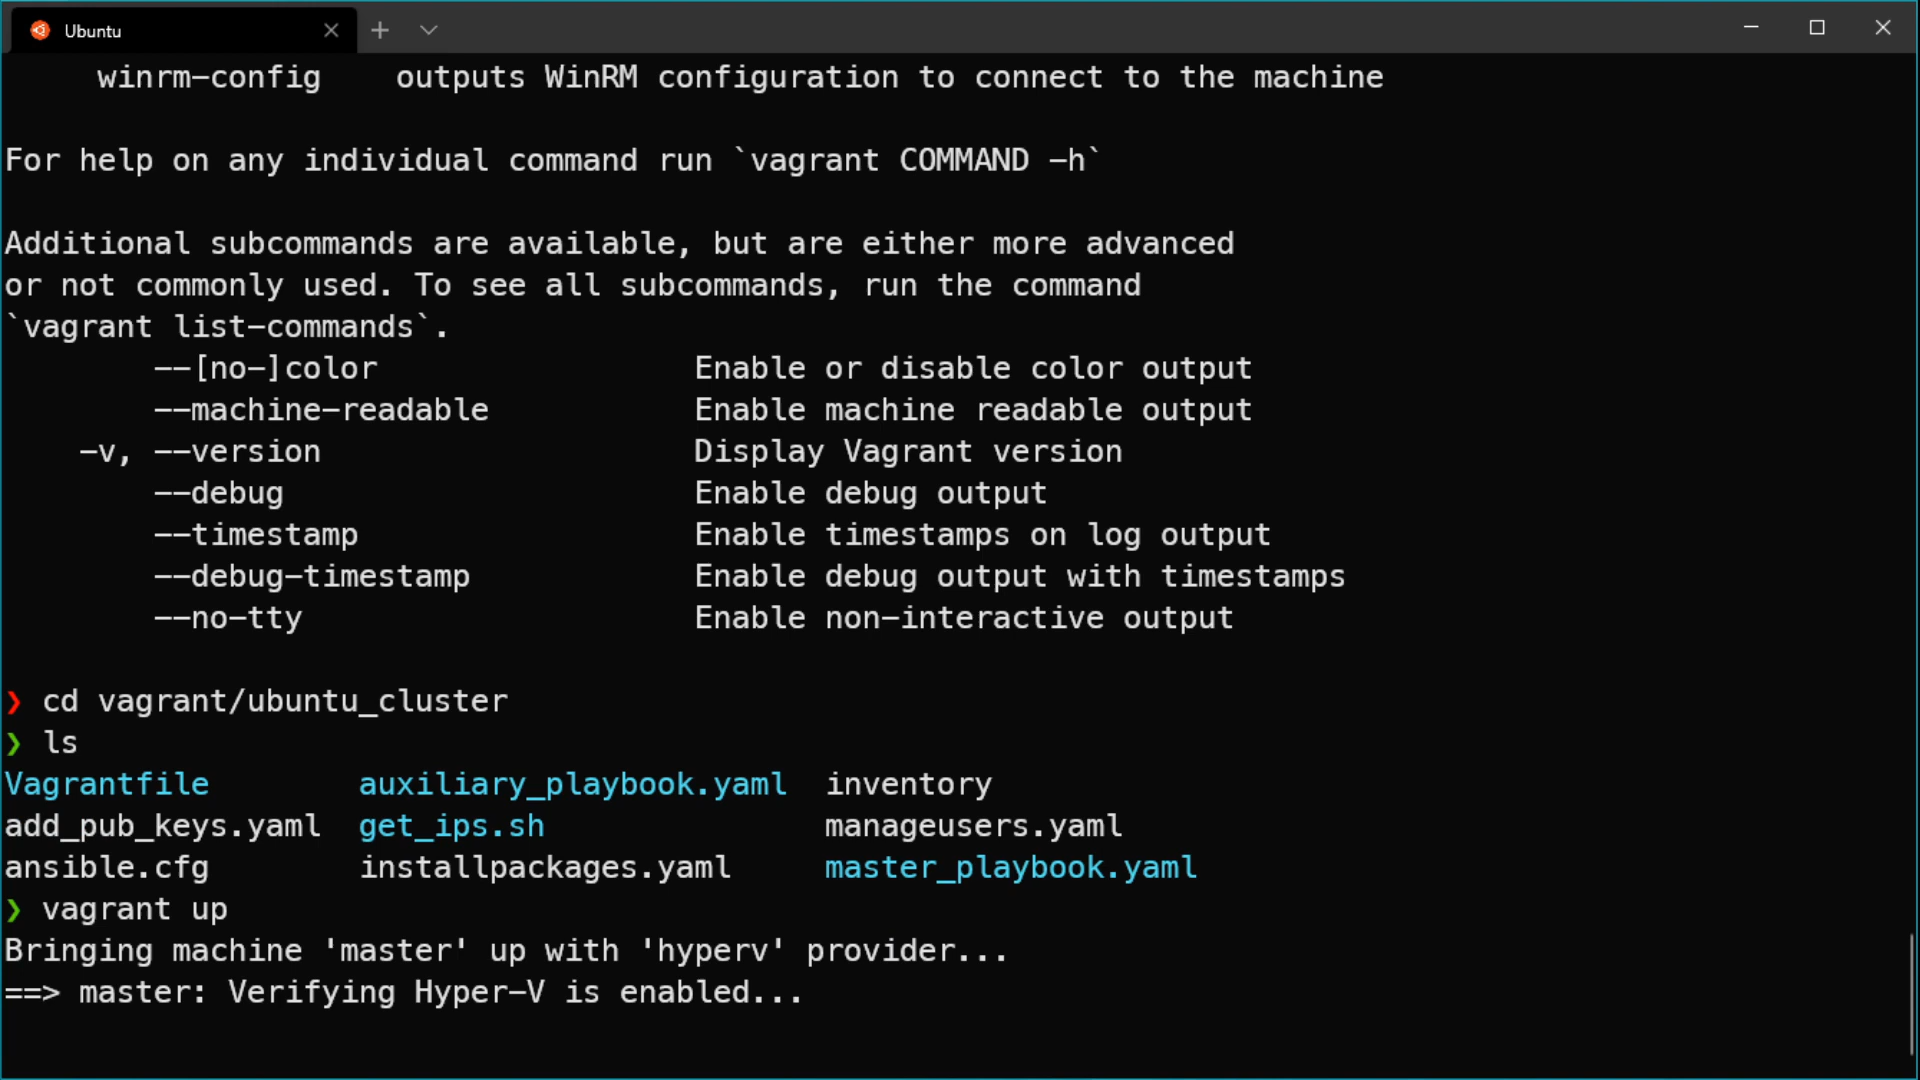 Ubuntu
winrm-config    outputs WinRM configuration to connect to the machine
For help on any individual command run `vagrant COMMAND -h`
Additional subcommands are available, but are either more advanced
or not commonly used. To see all subcommands, run the command
`vagrant list-commands`.
--[no-]color                 Enable or disable color output
--machine-readable           Enable machine readable output
-v, --version                    Display Vagrant version
--debug                      Enable debug output
--timestamp                  Enable timestamps on log output
--debug-timestamp            Enable debug output with timestamps
--no-tty                     Enable non-interactive output
❯ cd vagrant/ubuntu_cluster
❯ ls
Vagrantfile        auxiliary_playbook.yaml  inventory
add_pub_keys.yaml  get_ips.sh               manageusers.yaml
ansible.cfg        installpackages.yaml     master_playbook.yaml
❯ vagrant up
Bringing machine 'master' up with 'hyperv' provider...
==> master: Verifying Hyper-V is enabled...